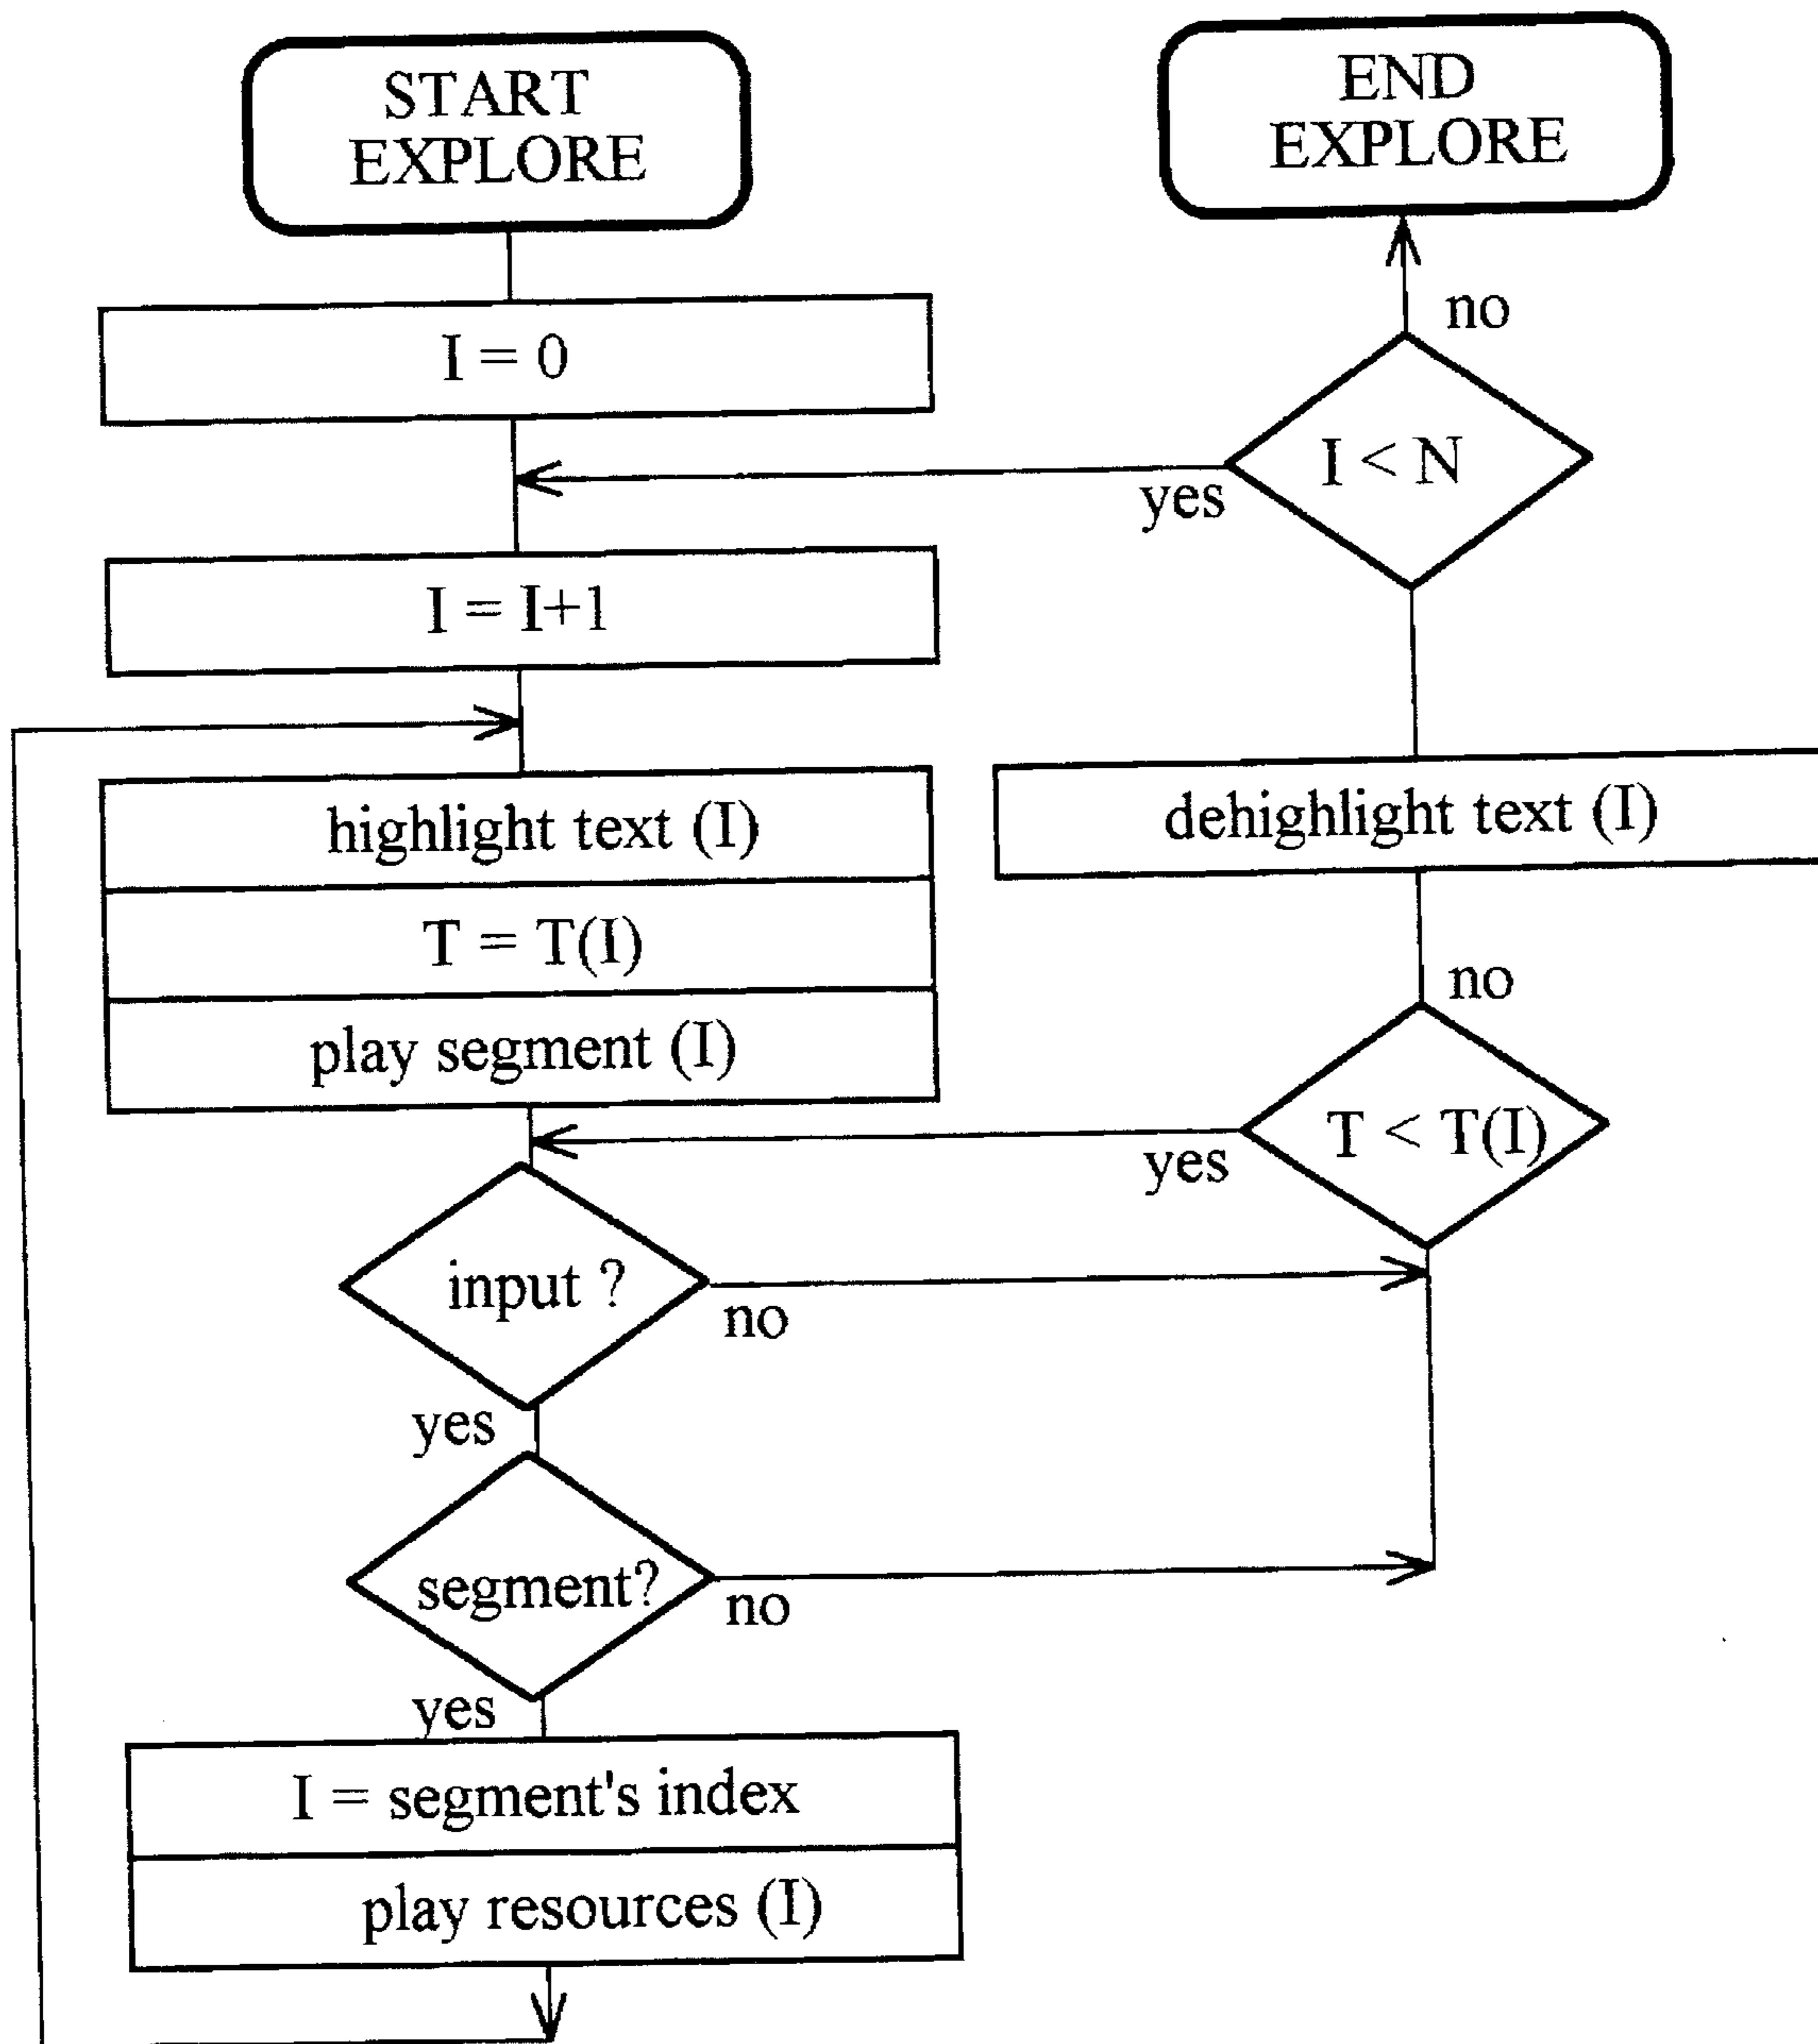 START
EXPLORE
I = 0
I = I+1
highlight text (I)
T = T(I)
play segment (I)
input ?
no
yes
segment?
no
yes
I = segment's index
play resources (I)
END
EXPLORE
no
I < N
yes
dehighlight text (I)
no
T < T(I)
yes